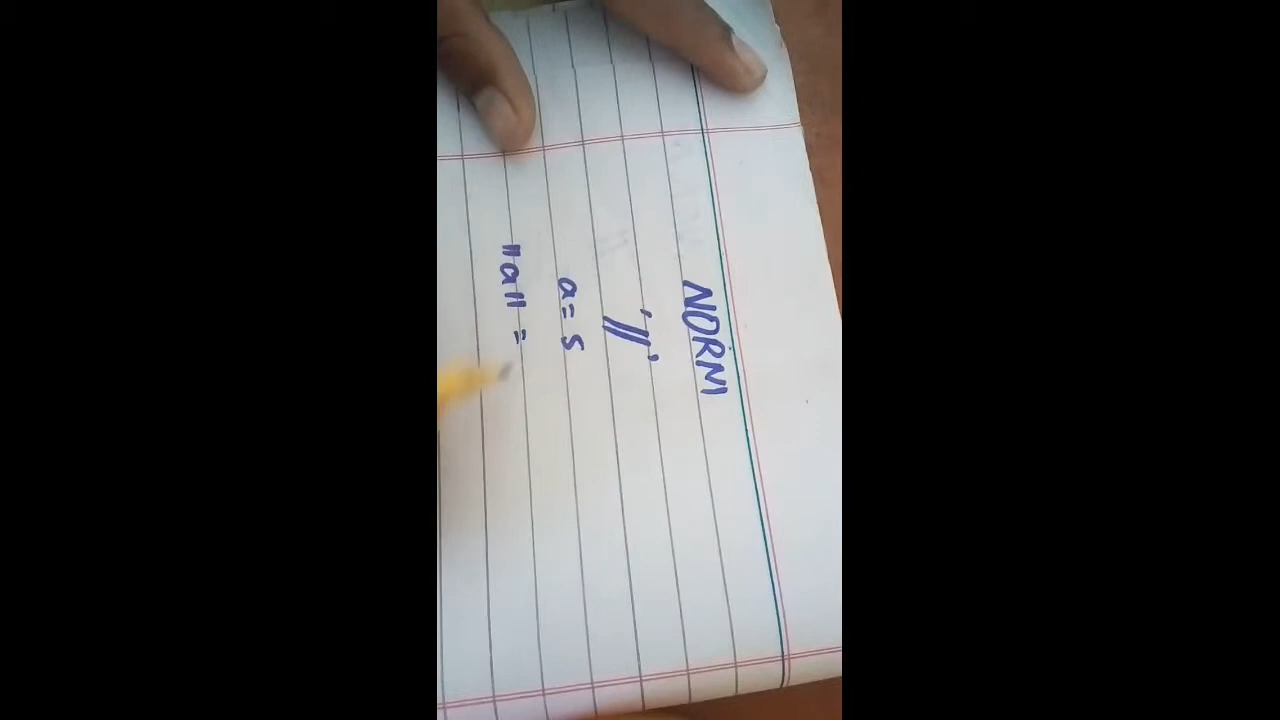 NORM
'//'
a = 5
"a" =